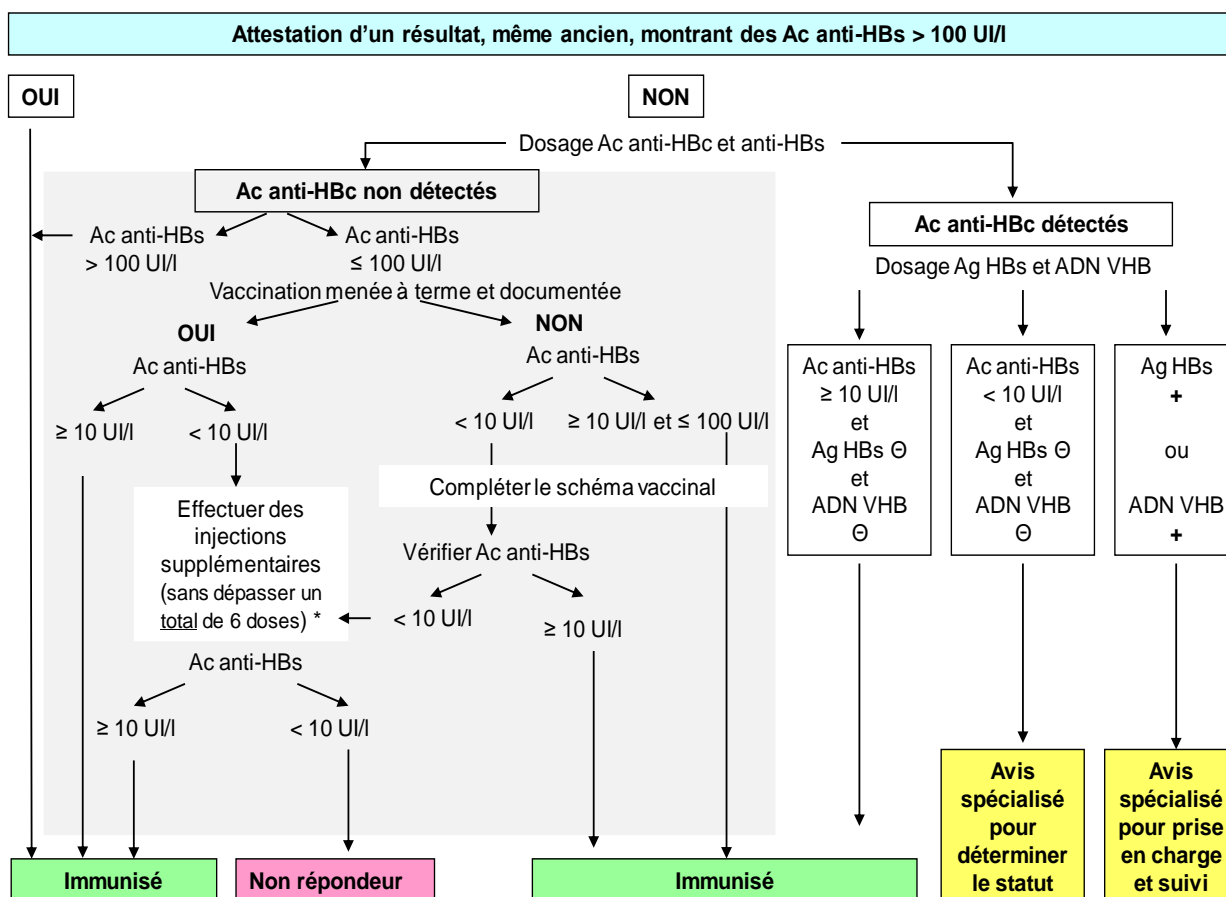 Attestation d'un résultat, même ancien, montrant des Ac anti-HBs > 100 UI/l
OUI
NON
Dosage Ac anti-HBc et anti-HBs
Ac anti-HBc non détectés
Ac anti-HBs
> 100 UI/l
Ac anti-HBs
≤ 100 UI/l
Vaccination menée à terme et documentée
OUI
Ac anti-HBs
≥ 10 UI/l
< 10 UI/l
NON
Ac anti-HBs
< 10 UI/l
≥ 10 UI/l et ≤ 100 UI/l
Compléter le schéma vaccinal
Vérifier Ac anti-HBs
< 10 UI/l
≥ 10 UI/l
Effectuer des
injections
supplémentaires
(sans dépasser un
total de 6 doses) *
Ac anti-HBs
≥ 10 UI/l
< 10 UI/l
Ac anti-HBc détectés
Dosage Ag HBs et ADN VHB
Ac anti-HBs
≥ 10 UI/l
et
Ag HBs Θ
et
ADN VHB
Θ
Ac anti-HBs
< 10 UI/l
et
Ag HBs Θ
et
ADN VHB
Θ
Ag HBs
+
ou
ADN VHB
+
Immunisé
Non répondeur
Immunisé
Avis
spécialisé
pour
déterminer
le statut
Avis
spécialisé
pour prise
en charge
et suivi